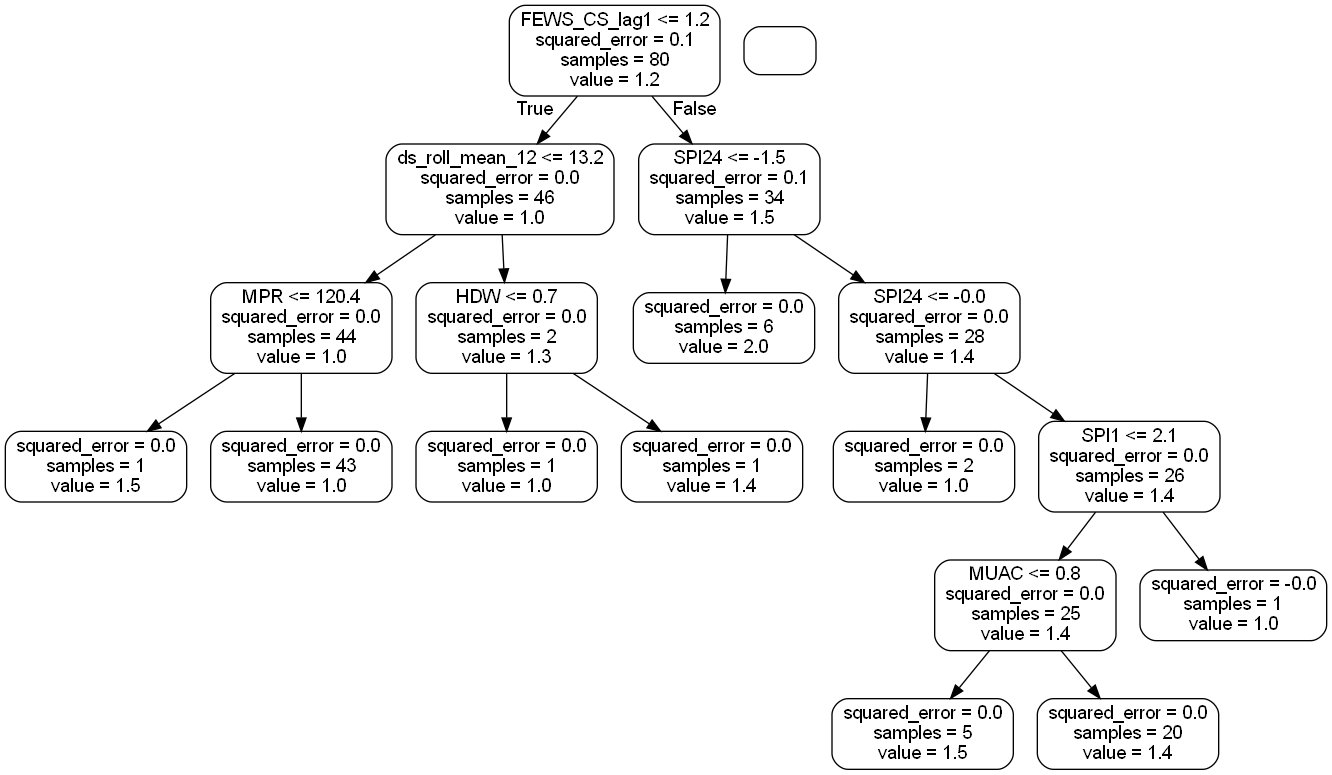 FEWS_CS_lag1 <= 1.2
squared_error = 0.1
samples = 80
value = 1.2
True
False
ds_roll_mean_12 <= 13.2
squared_error = 0.0
samples = 46
value = 1.0
SPI24 <= -1.5
squared_error = 0.1
samples = 34
value = 1.5
MPR <= 120.4
squared_error = 0.0
samples = 44
value = 1.0
HDW <= 0.7
squared_error = 0.0
samples = 2
value = 1.3
squared_error = 0.0
samples = 6
value = 2.0
SPI24 <= -0.0
squared_error = 0.0
samples = 28
value = 1.4
squared_error = 0.0
samples = 1
value = 1.5
squared_error = 0.0
samples = 43
value = 1.0
squared_error = 0.0
samples = 1
value = 1.0
squared_error = 0.0
samples = 1
value = 1.4
squared_error = 0.0
samples = 2
value = 1.0
SPI1 <= 2.1
squared_error = 0.0
samples = 26
value = 1.4
MUAC <= 0.8
squared_error = 0.0
samples = 25
value = 1.4
squared_error = -0.0
samples = 1
value = 1.0
squared_error = 0.0
samples = 5
value = 1.5
squared_error = 0.0
samples = 20
value = 1.4